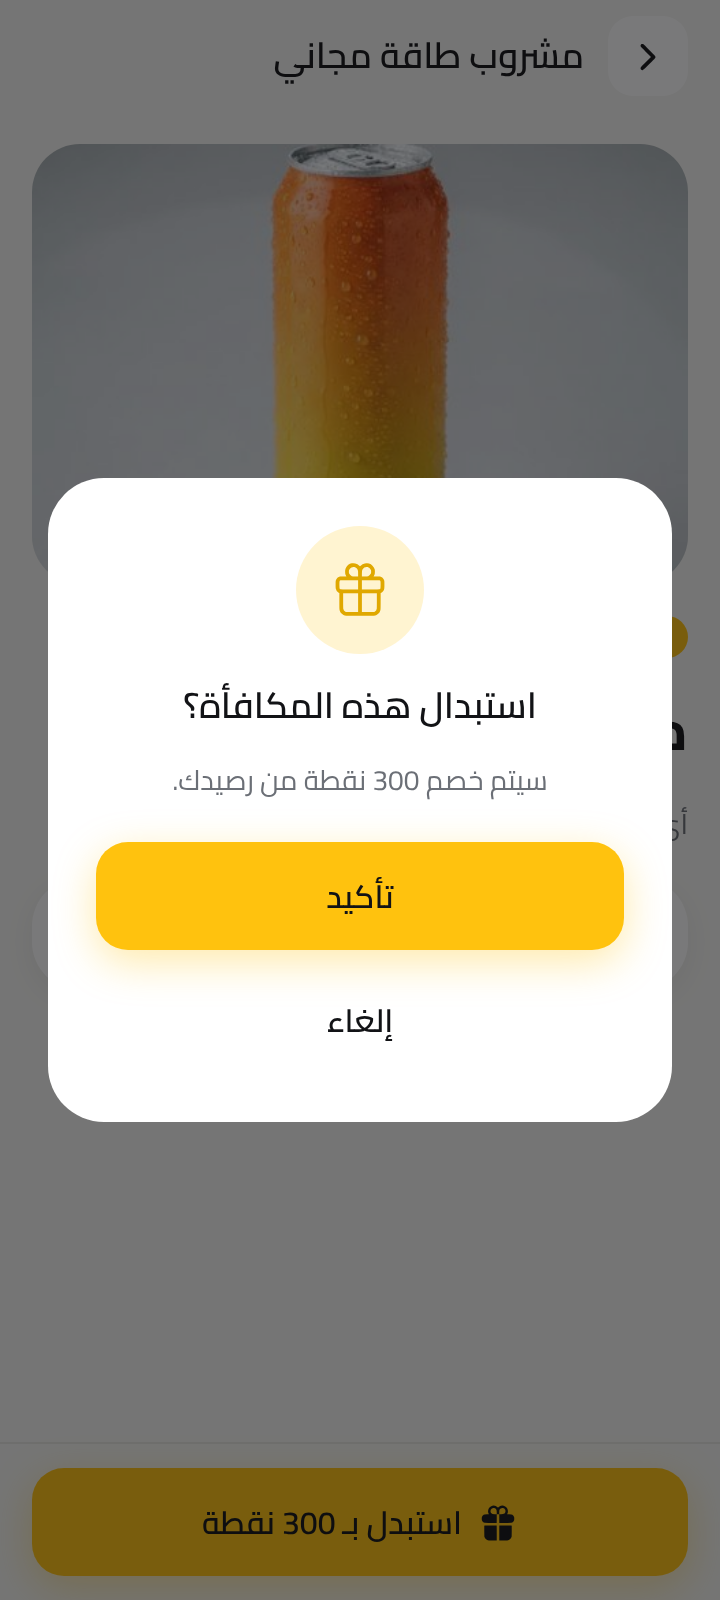 مشروب طاقة مجاني
استبدال هذه المكافأة؟
سيتم خصم 300 نقطة من رصيدك.
تأكيد
إلغاء
استبدل بـ 300 نقطة